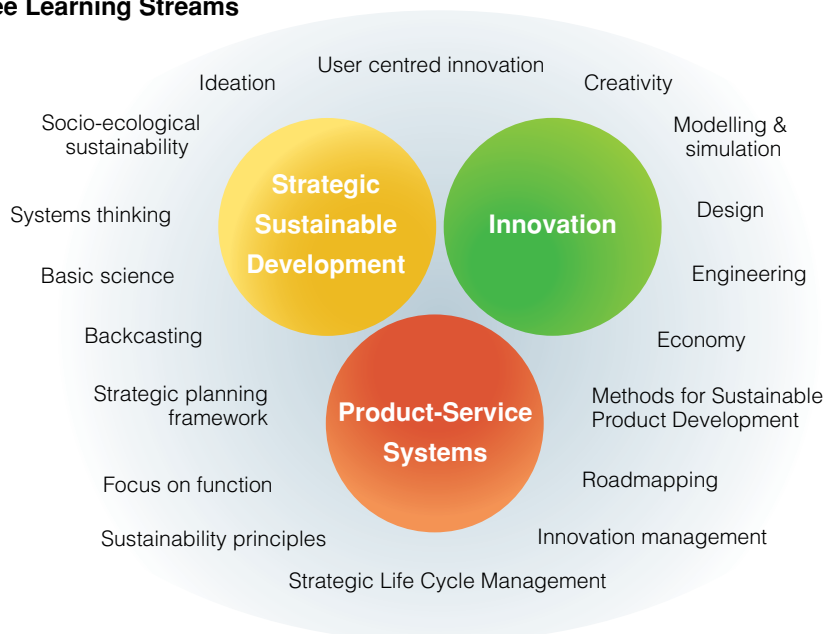 ee Learning Streams
User centred innovation
Ideation
Creativity
Socio-ecological
sustainability
Modelling &
simulation
Strategic
Sustainable
Development
Innovation
Systems thinking
Design
Basic science
Engineering
Backcasting
Economy
Strategic planning
framework
Product-Service
Systems
Methods for Sustainable
Product Development
Focus on function
Roadmapping
Sustainability principles
Innovation management
Strategic Life Cycle Management